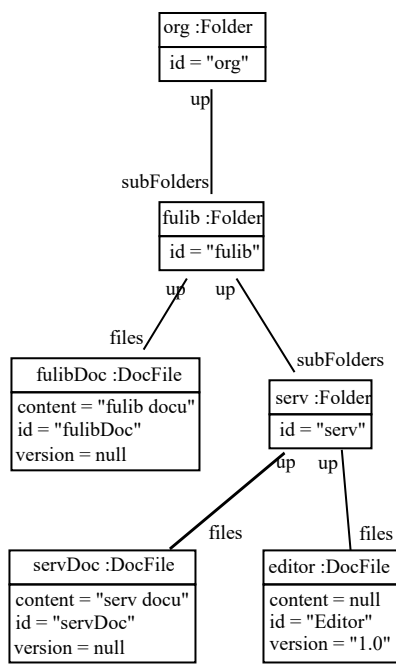 org :Folder
id = "org"
up
subFolders
fulib :Folder
id = "fulib"
up
up
files
subFolders
fulibDoc :DocFile
content = "fulib docu"
id = "fulibDoc"
version = null
serv :Folder
id = "serv"
up
up
files
files
servDoc :DocFile
content = "serv docu"
id = "servDoc"
version = null
editor :DocFile
content = null
id = "Editor"
version = "1.0"